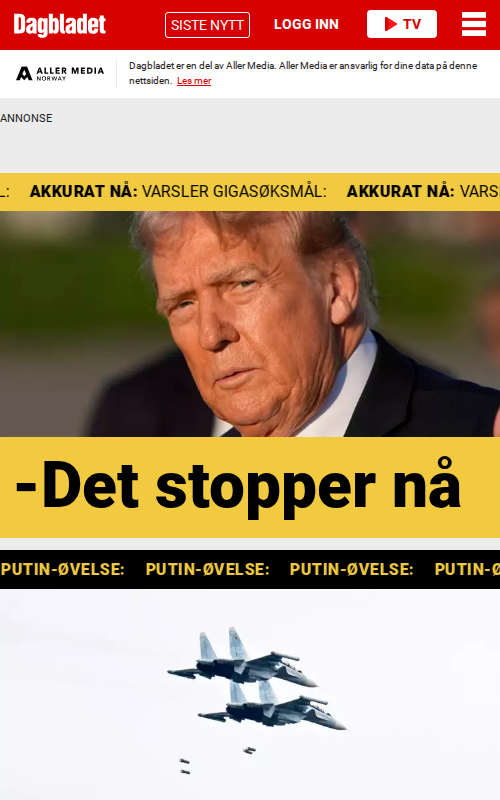 Dagbladet
SISTE NYTT
LOGG INN
TV
ALLER MEDIA
NORWAY
Dagbladet er en del av Aller Media. Aller Media er ansvarlig for dine data på denne
nettsiden. Les mer
ANNONSE
L: AKKURAT NÅ: VARSLER GIGASØKSMÅL: AKKURAT NÅ: VARS
-Det stopper nå
PUTIN-ØVELSE: PUTIN-ØVELSE: PUTIN-ØVELSE: PUTIN-Ø